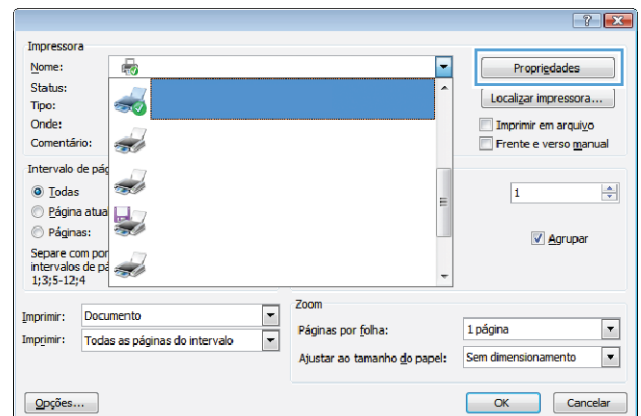 ?
Impressora
Nome:
Propriedades
Status:
Tipo:
Localizar impressora...
Onde:
Imprimir em arquivo
Comentário:
Frente e verso manual
Intervalo de pág
Todas
1
Página atua
Páginas:
Agrupar
Separe com por
intervalos de pá
1;3;5-12;4
Imprimir: Documento
Imprimir: Todas as páginas do intervalo
Zoom
Páginas por folha: 1 página
Ajustar ao tamanho do papel: Sem dimensionamento
Opções...
OK
Cancelar